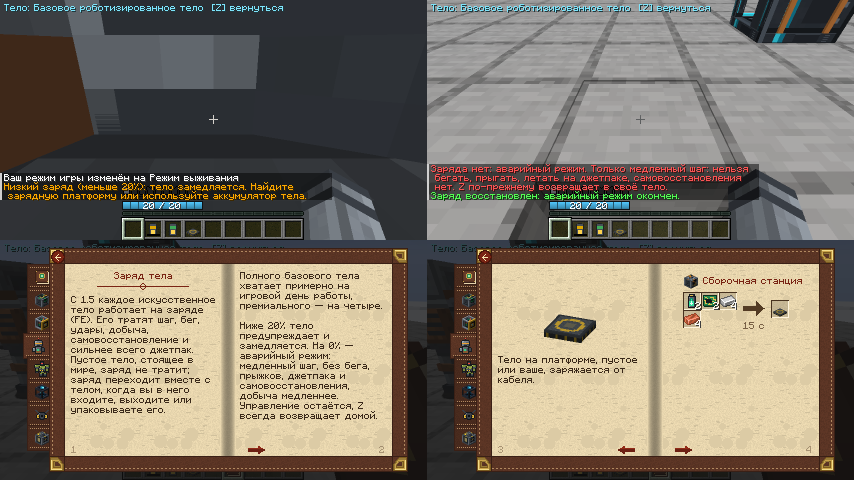 Тело: Базовое роботизированное тело [Z] вернуться
Ваш режим игры изменён на Режим выживания
Низкий заряд (меньше 20%): тело замедляется. Найдите
зарядную платформу или используйте аккумулятор тела.
20 / 20
Тело: Базовое роботизированное тело [Z] вернуться
Заряда нет: аварийный режим. Только медленный шаг: нельзя
бегать, прыгать, летать на джетпаке, самовосстановления
нет. Z по-прежнему возвращает в своё тело.
Заряд восстановлен: аварийный режим окончен.
20 / 20
Заряд тела
С 1.5 каждое искусственное
тело работает на заряде
(FE). Его тратят шаг, бег,
удары, добыча,
самовосстановление и
сильнее всего джетпак.
Пустое тело, стоящее в
мире, заряд не тратит;
заряд переходит вместе с
телом, когда вы в него
входите, выходите или
упаковываете его.
1
Полного базового тела
хватает примерно на
игровой день работы,
премиального — на четыре.
Ниже 20% тело
предупреждает и
замедляется. На 0% —
аварийный режим:
медленный шаг, без бега,
прыжков, джетпака и
самовосстановления,
добыча медленнее.
Управление остаётся, Z
всегда возвращает домой.
2
Тело на платформе, пустое
или ваше, заряжается от
кабеля.
3
Сборочная станция
15 с
4